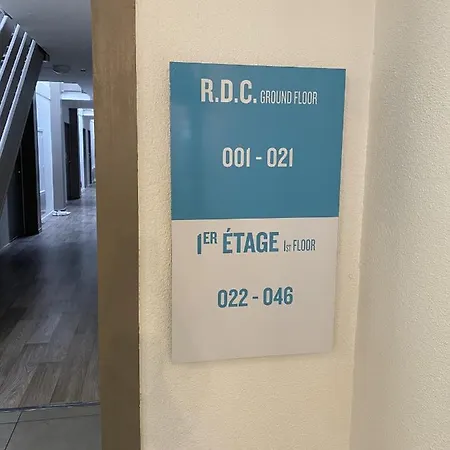 R.D.C. GROUND FLOOR
001 - 021
1ER ÉTAGE 1ST FLOOR
022 - 046